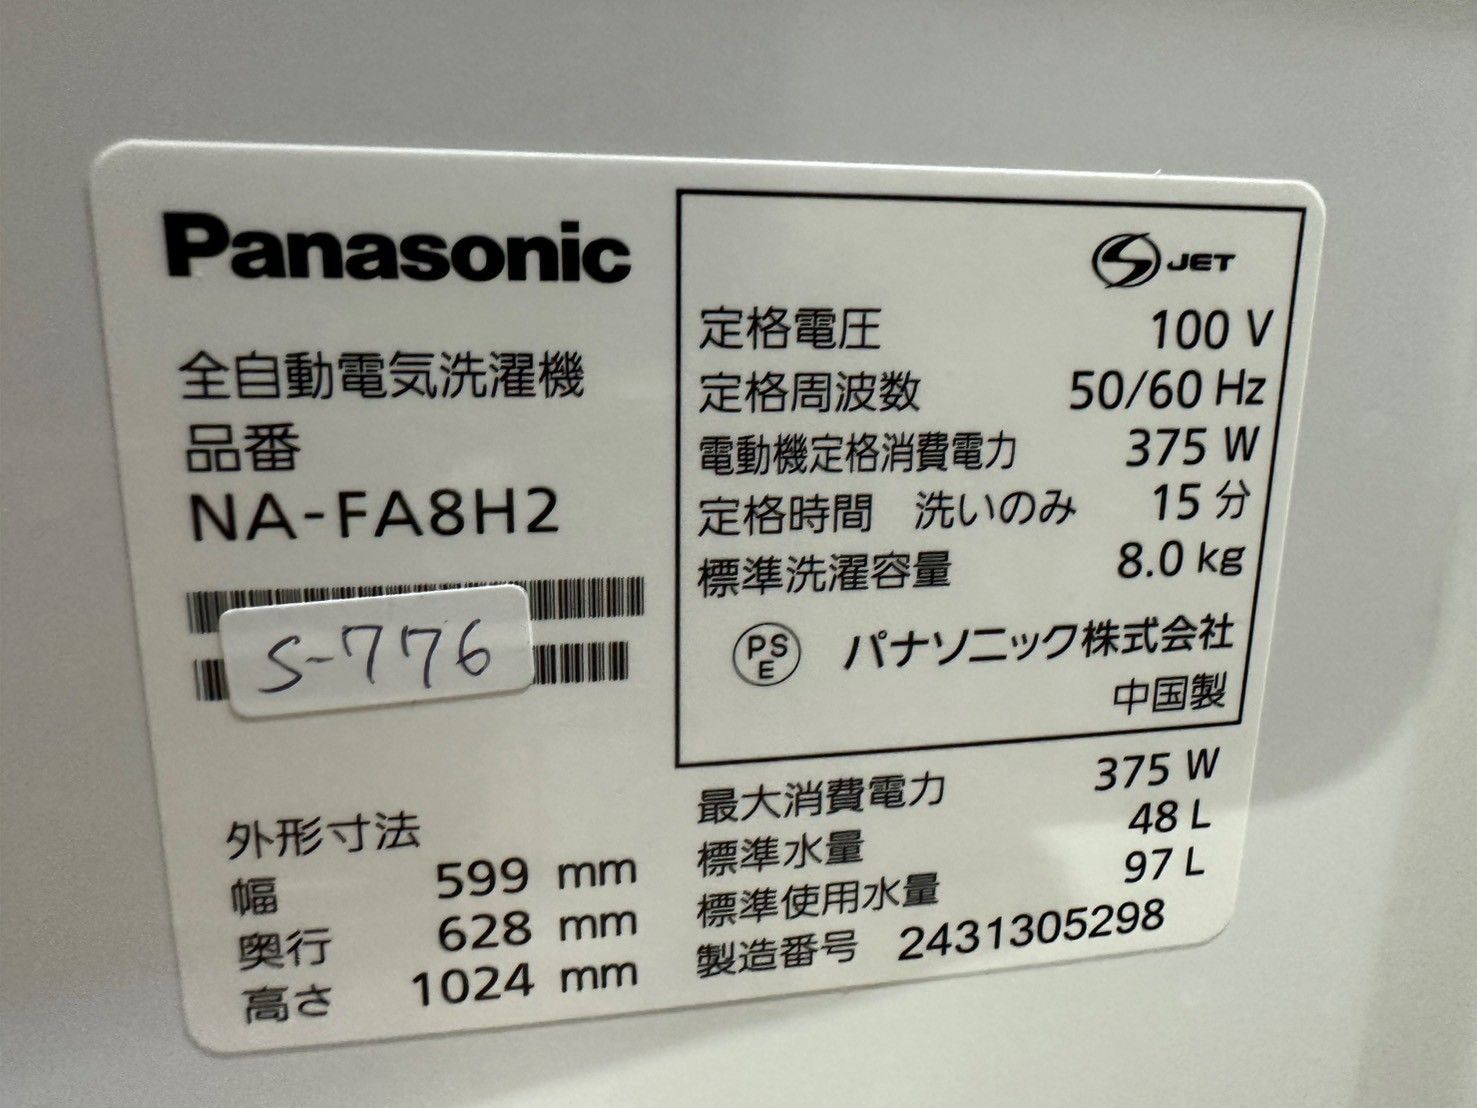 Panasonic
全自動電気洗濯機
品番
NA-FA8H2
S-776
外形寸法
幅 599 mm
奥行 628 mm
高さ 1024 mm
JET
定格電圧 100 V
定格周波数 50/60 Hz
電動機定格消費電力 375 W
定格時間 洗いのみ 15 分
標準洗濯容量 8.0 kg
PSE パナソニック株式会社
中国製
最大消費電力 375 W
標準水量 48 L
標準使用水量 97 L
製造番号 2431305298